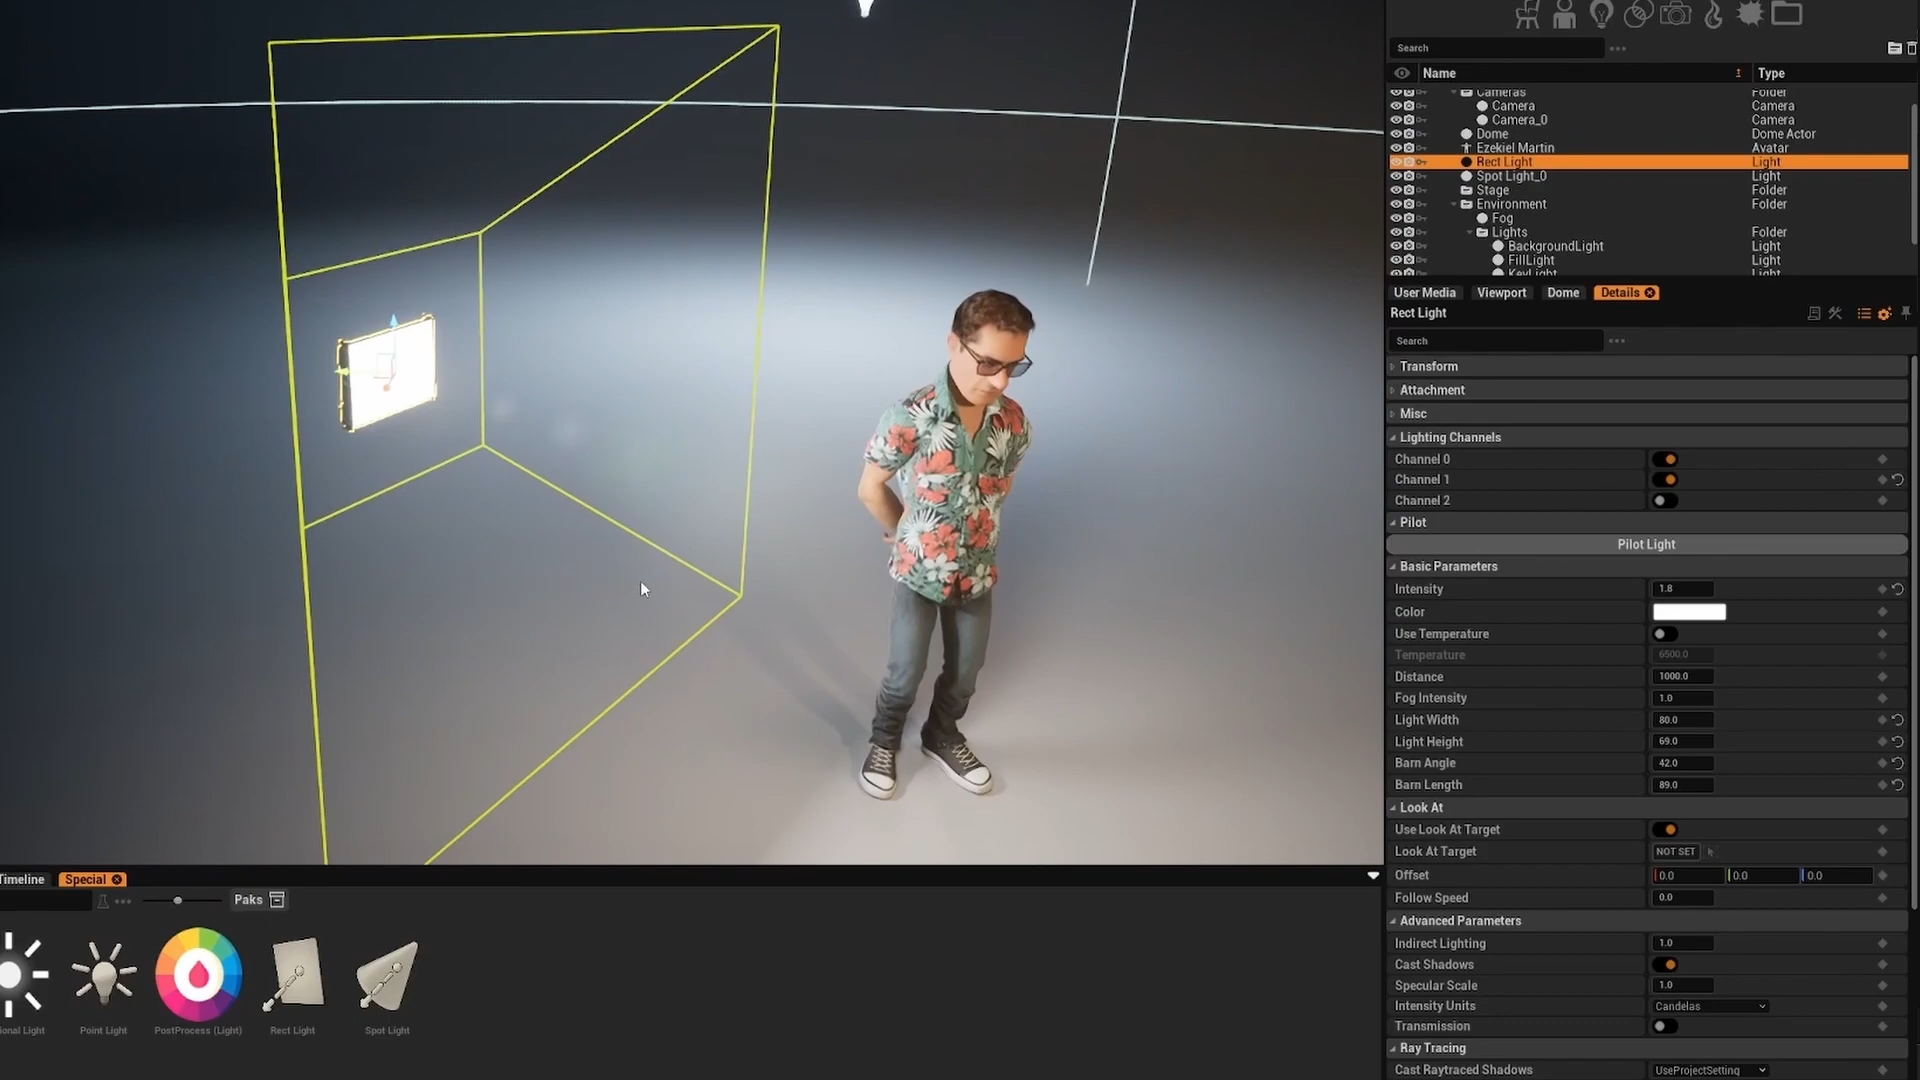 Search
Name Type
Cameras Folder
Camera Camera
Camera_0 Camera
Dome Dome Actor
Ezekiel Martin Avatar
Rect Light Light
Spot Light_0 Light
Stage Folder
Environment Folder
Fog
Lights Folder
BackgroundLight Light
FillLight Light
KeyLight Light
User Media Viewport Dome Details
Rect Light
Search
Transform
Attachment
Misc
Lighting Channels
Channel 0
Channel 1
Channel 2
Pilot
Pilot Light
Basic Parameters
Intensity 1.8
Color
Use Temperature
Temperature 6500.0
Distance 1000.0
Fog Intensity 1.0
Light Width 80.0
Light Height 69.0
Barn Angle 42.0
Barn Length 89.0
Look At
Use Look At Target
Look At Target NOT SET
Offset 0.0 0.0 0.0
Follow Speed 0.0
Advanced Parameters
Indirect Lighting 1.0
Cast Shadows
Specular Scale 1.0
Intensity Units Candelas
Transmission
Ray Tracing
Cast Raytraced Shadows UseProjectSetting
Timeline Special
Paks
ional Light Point Light PostProcess (Light) Rect Light Spot Light